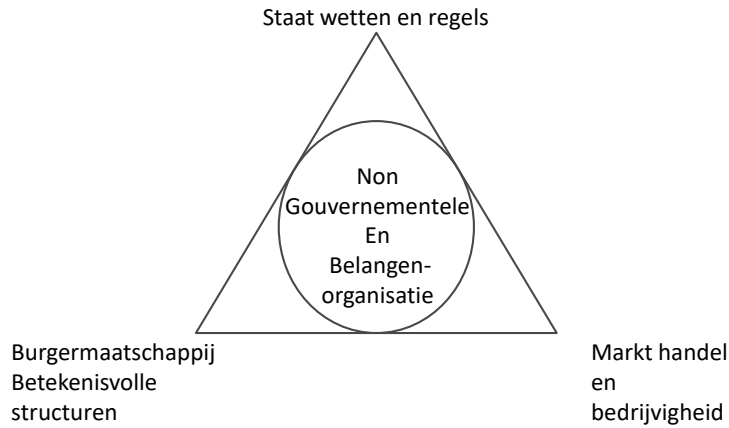 Staat wetten en regels
Non
Gouvernementele
En
Belangen-
organisatie
Burgermaatschappij
Betekenisvolle
structuren
Markt handel
en
bedrijvigheid